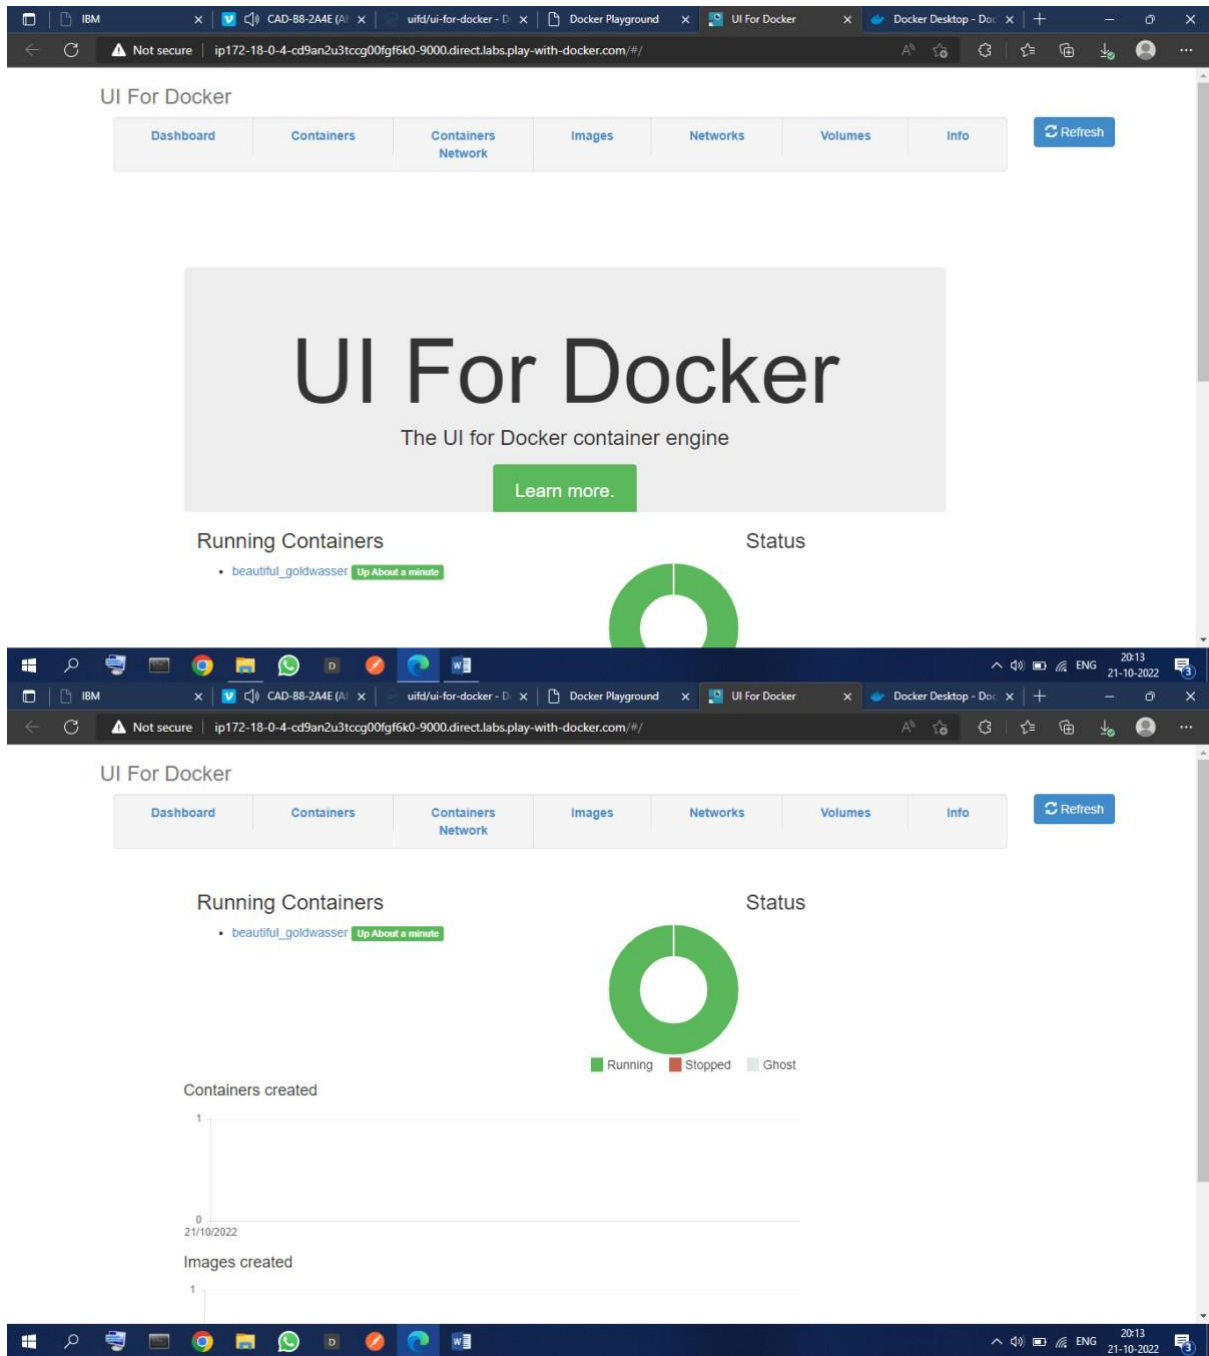 IBM
CAD-B8-2A4E (A
uifd/ui-for-docker - D
Docker Playground
UI For Docker
Docker Desktop - Doc
Not secure
ip172-18-0-4-cd9an2u3tccg00fgf6k0-9000.direct.labs.play-with-docker.com/#/
UI For Docker
Dashboard
Containers
Containers
Network
Images
Networks
Volumes
Info
Refresh
UI For Docker
The UI for Docker container engine
Learn more.
Running Containers
Status
beautiful_goldwasser Up About a minute
ENG
20:13
21-10-2022
3
IBM
CAD-B8-2A4E (A
uifd/ui-for-docker - D
Docker Playground
UI For Docker
Docker Desktop - Doc
Not secure
ip172-18-0-4-cd9an2u3tccg00fgf6k0-9000.direct.labs.play-with-docker.com/#/
UI For Docker
Dashboard
Containers
Containers
Network
Images
Networks
Volumes
Info
Refresh
Running Containers
Status
beautiful_goldwasser Up About a minute
Running
Stopped
Ghost
Containers created
1
0
21/10/2022
Images created
1
ENG
20:13
21-10-2022
3